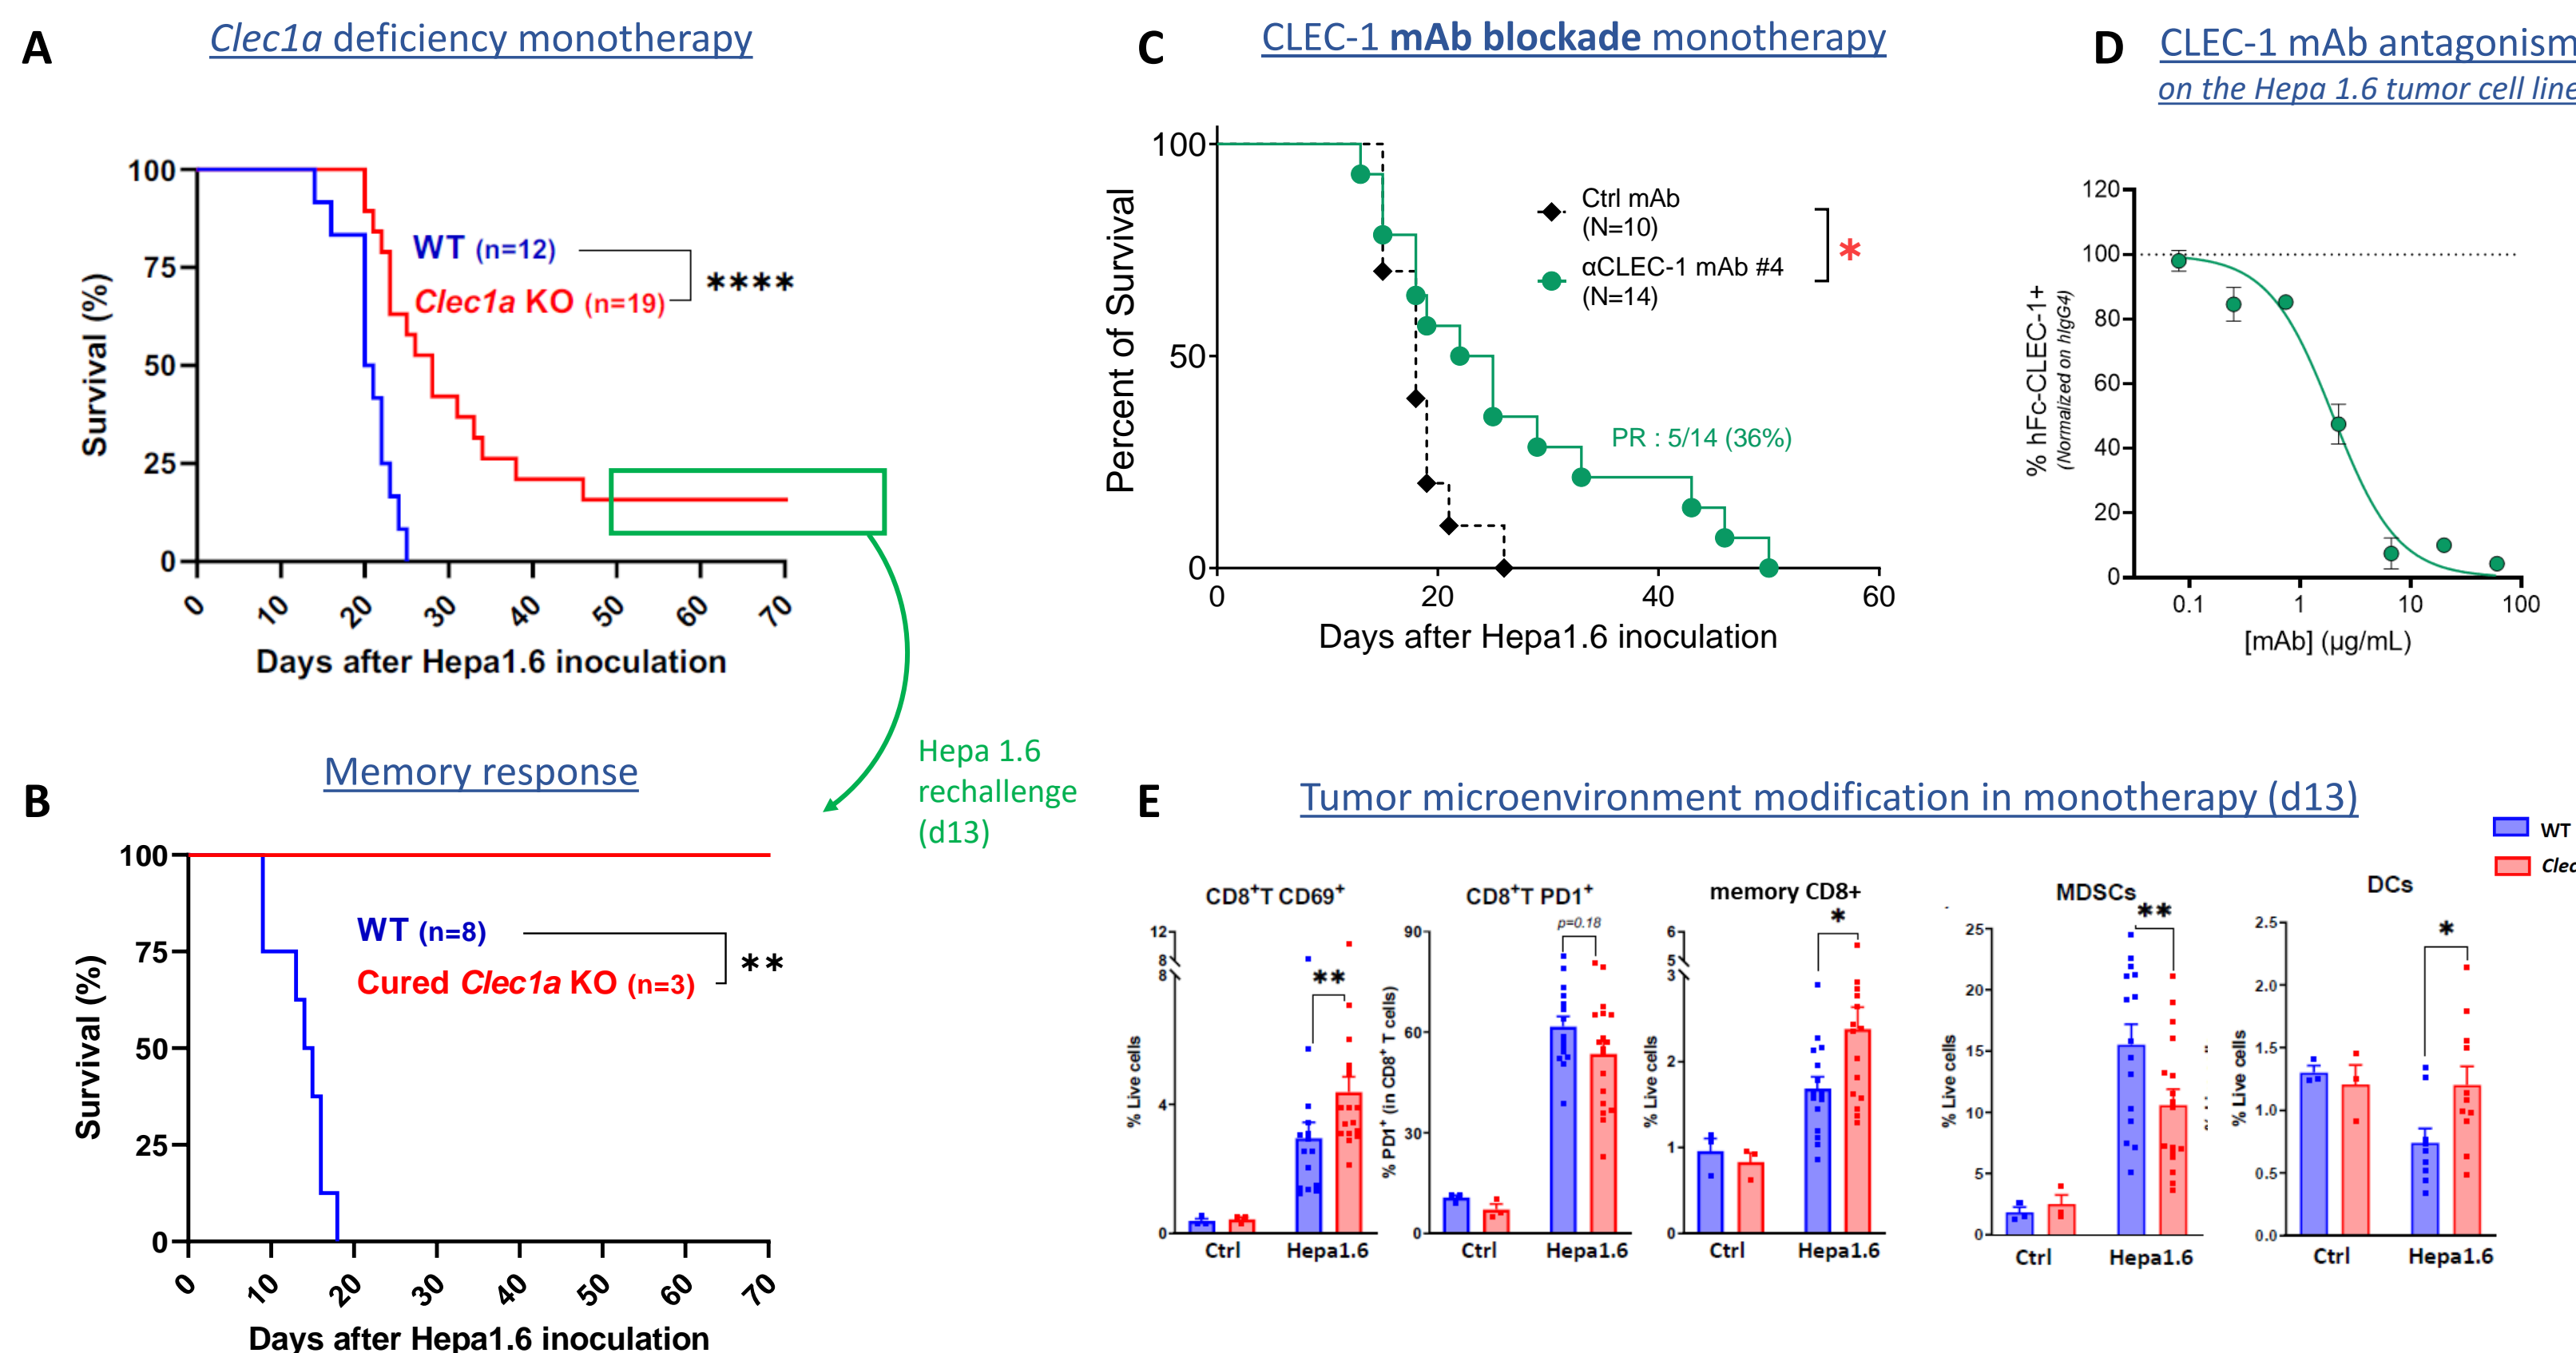 A
Clec1a deficiency monotherapy
Survival (%)
100
75
50
25
0
WT (n=12)
Clec1a KO (n=19)
****
0 10 20 30 40 50 60 70
Days after Hepa1.6 inoculation
Hepa 1.6
rechallenge
(d13)
B
Memory response
Survival (%)
100
75
50
25
0
WT (n=8)
Cured Clec1a KO (n=3)
**
0 10 20 30 40 50 60 70
Days after Hepa1.6 inoculation
C
CLEC-1 mAb blockade monotherapy
Percent of Survival
100
50
0
Ctrl mAb
(N=10)
αCLEC-1 mAb #4
(N=14)
*
PR : 5/14 (36%)
0 20 40 60
Days after Hepa1.6 inoculation
D
CLEC-1 mAb antagonism
on the Hepa 1.6 tumor cell line
% hFc-CLEC-1+
(Normalized on hIgG4)
120
100
80
60
40
20
0
0.1 1 10 100
[mAb] (µg/mL)
E
Tumor microenvironment modification in monotherapy (d13)
WT
Clec
CD8+T CD69+
% Live cells
12
8
8
4
0
**
Ctrl Hepa1.6
CD8+T PD1+
% PD1+ (in CD8+ T cells)
90
60
30
0
p=0.18
Ctrl Hepa1.6
memory CD8+
% Live cells
6
5
3
2
1
0
*
Ctrl Hepa1.6
MDSCs
% Live cells
25
20
15
10
5
0
**
Ctrl Hepa1.6
DCs
% Live cells
2.5
2.0
1.5
1.0
0.5
0.0
*
Ctrl Hepa1.6